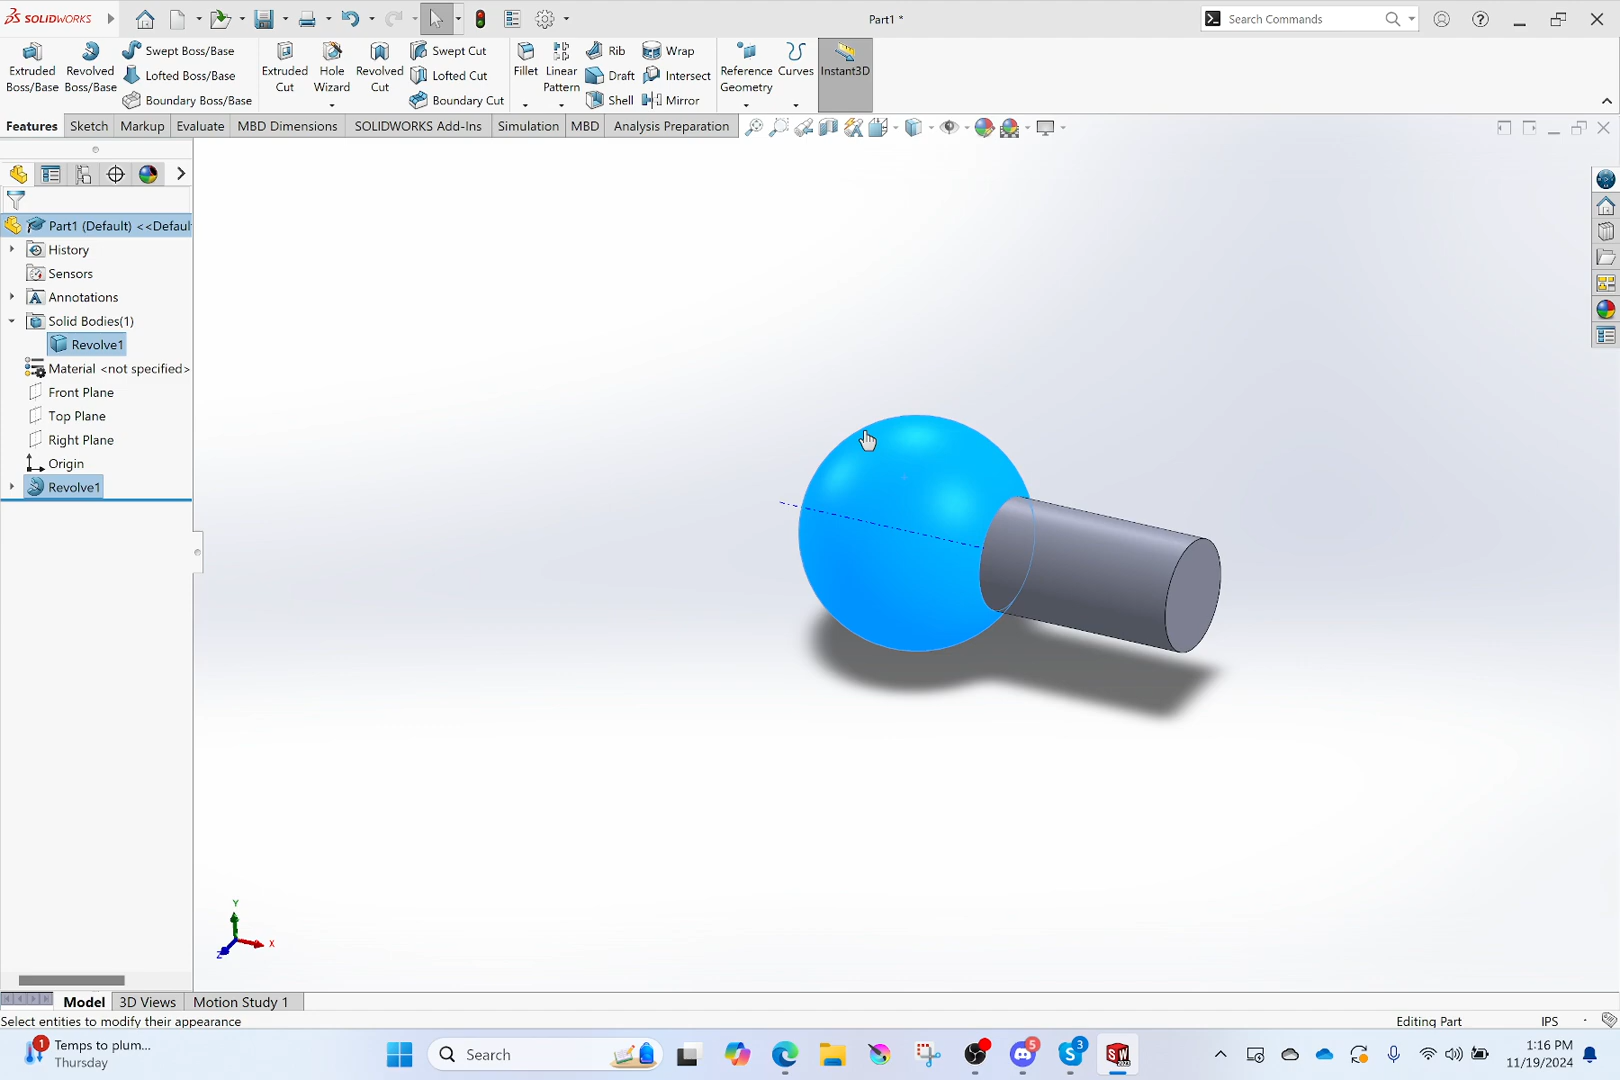 SOLIDWORKS
Part1 *
Search Commands
Extruded Boss/Base
Revolved Boss/Base
Swept Boss/Base
Lofted Boss/Base
Boundary Boss/Base
Extruded Cut
Hole Wizard
Revolved Cut
Swept Cut
Lofted Cut
Boundary Cut
Fillet
Linear Pattern
Rib
Draft
Shell
Wrap
Intersect
Mirror
Reference Geometry
Curves
Instant3D
Features
Sketch
Markup
Evaluate
MBD Dimensions
SOLIDWORKS Add-Ins
Simulation
MBD
Analysis Preparation
Part1 (Default) <<Defaul
History
Sensors
Annotations
Solid Bodies(1)
Revolve1
Material <not specified>
Front Plane
Top Plane
Right Plane
Origin
Revolve1
Y
X
Z
Model
3D Views
Motion Study 1
Select entities to modify their appearance
Editing Part
IPS
1
Temps to plum...
Thursday
Search
5
3
SW
1:16 PM
11/19/2024